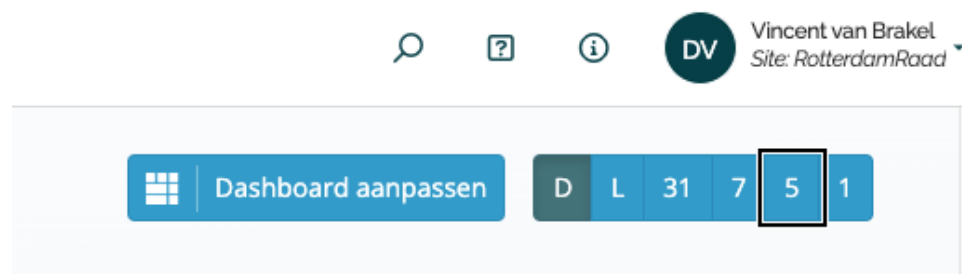 ?
i
DV
Vincent van Brakel
Site: RotterdamRaad
Dashboard aanpassen
D L 31 7 5 1